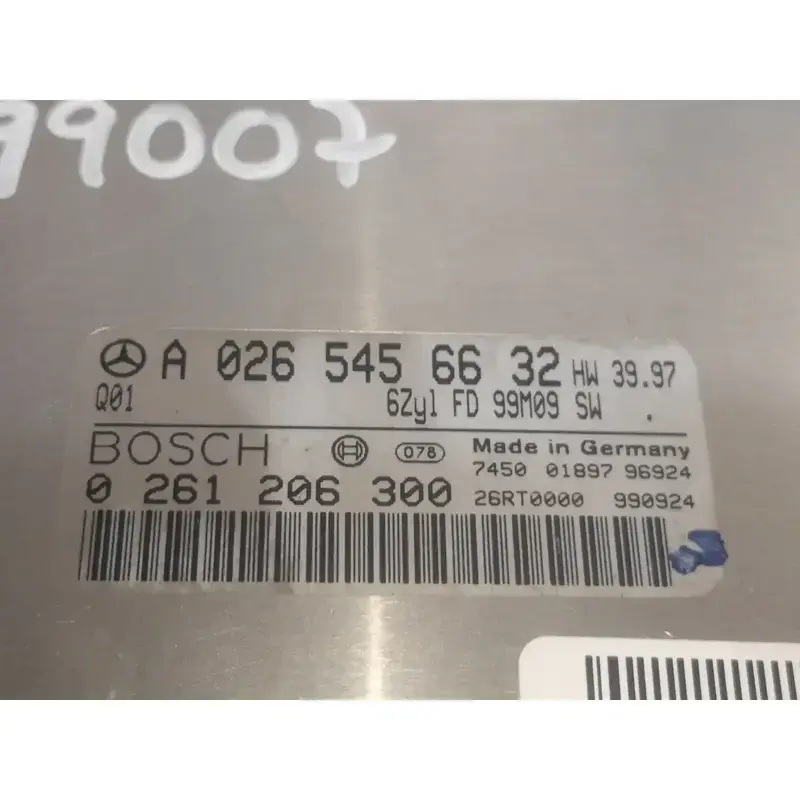 99007
A 026 545 66 32 HW 39.97
Q01 6Zyl FD 99M09 SW .
BOSCH 078 Made in Germany
7450 01897 96924
0 261 206 300 26RT0000 990924